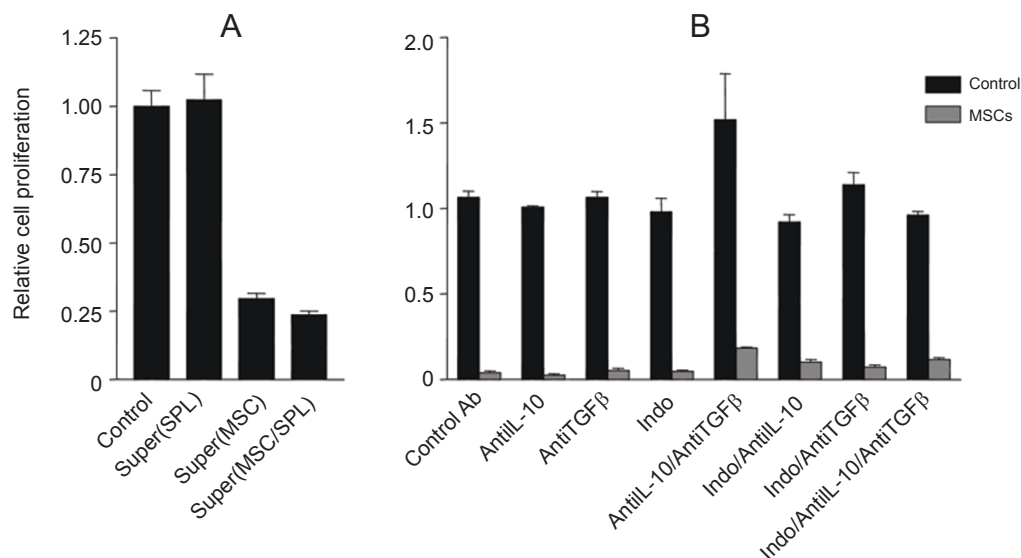 A
B
Relative cell proliferation
1.25
1.00
0.75
0.50
0.25
0
Control
Super(SPL)
Super(MSC)
Super(MSC/SPL)
2.0
1.5
1.0
0.5
0
Control
MSCs
Control Ab
AntiIL-10
AntiTGFβ
Indo
AntiIL-10/AntiTGFβ
Indo/AntiIL-10
Indo/AntiTGFβ
Indo/AntiIL-10/AntiTGFβ